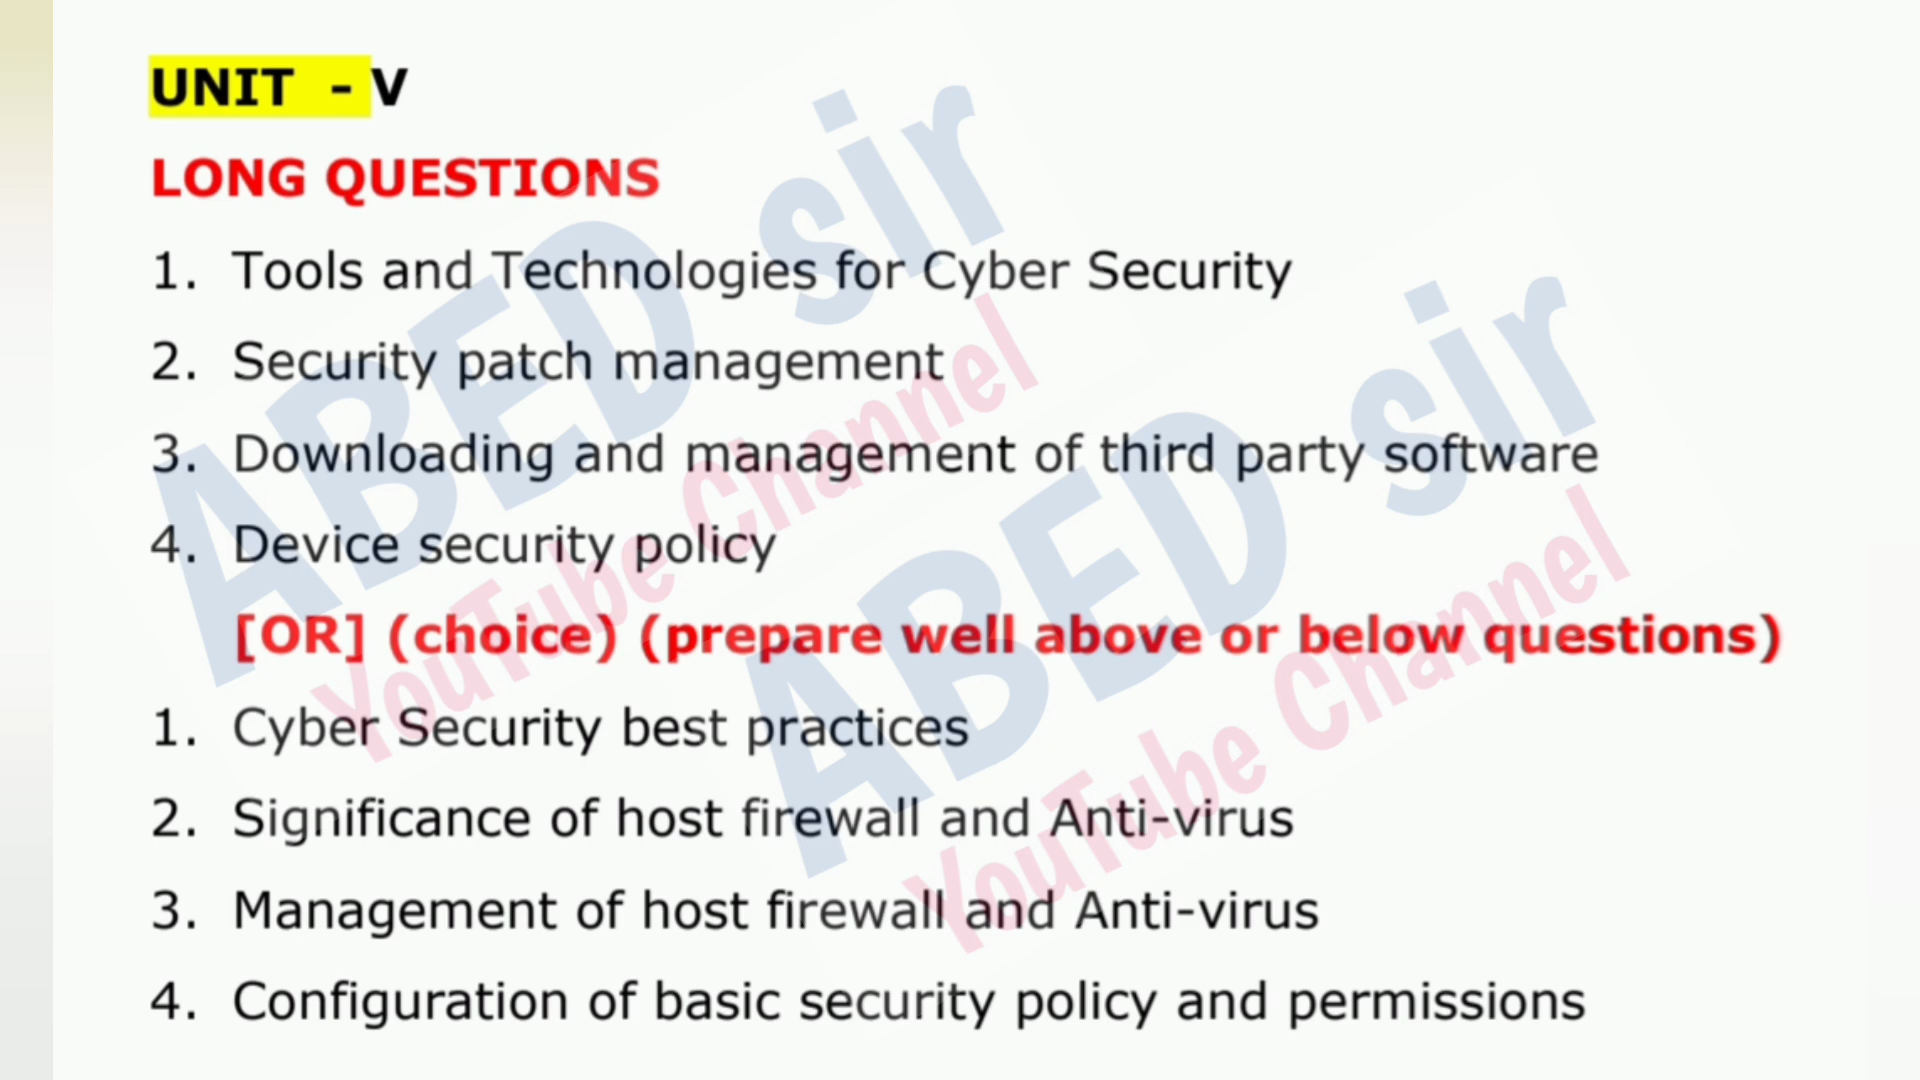 UNIT - V
LONG QUESTIONS
1. Tools and Technologies for Cyber Security
2. Security patch management
3. Downloading and management of third party software
4. Device security policy
[OR] (choice) (prepare well above or below questions)
1. Cyber Security best practices
2. Significance of host firewall and Anti-virus
3. Management of host firewall and Anti-virus
4. Configuration of basic security policy and permissions
ABED sir
YouTube Channel
ABED sir
YouTube Channel